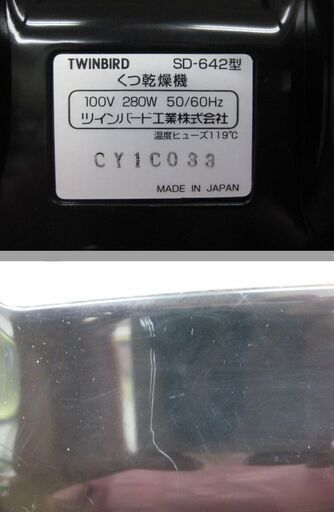 TWINBIRD SD-642型
くつ乾燥機
100V 280W 50/60Hz
ツインバード工業株式会社
温度ヒューズ119℃
CY1C033
MADE IN JAPAN